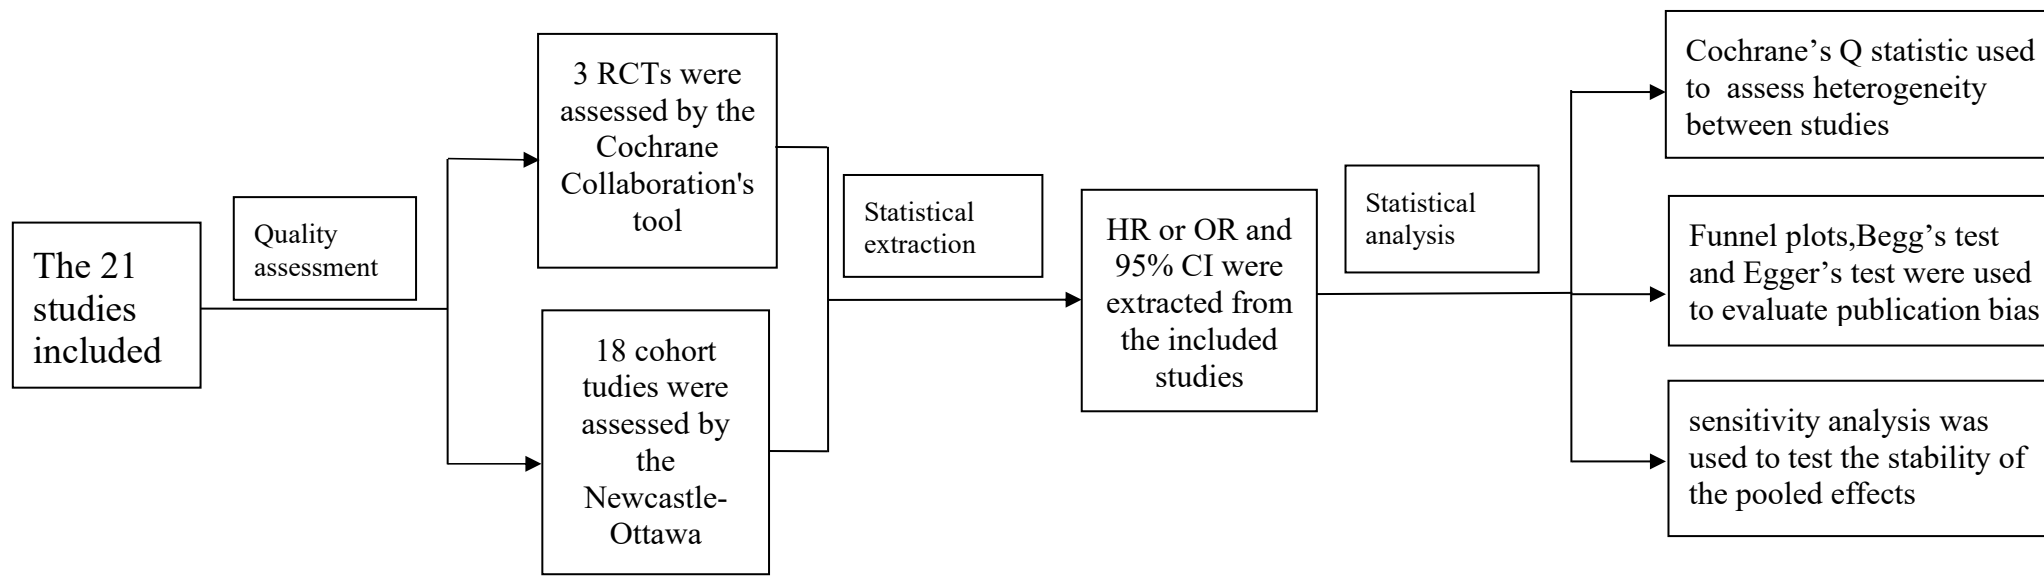 The 21
studies
included
Quality
assessment
3 RCTs were
assessed by the
Cochrane
Collaboration's
tool
18 cohort
tudies were
assessed by
the
Newcastle-
Ottawa
Statistical
extraction
HR or OR and
95% CI were
extracted from
the included
studies
Statistical
analysis
Cochrane’s Q statistic used
to  assess heterogeneity
between studies
Funnel plots,Begg’s test
and Egger’s test were used
to evaluate publication bias
sensitivity analysis was
used to test the stability of
the pooled effects